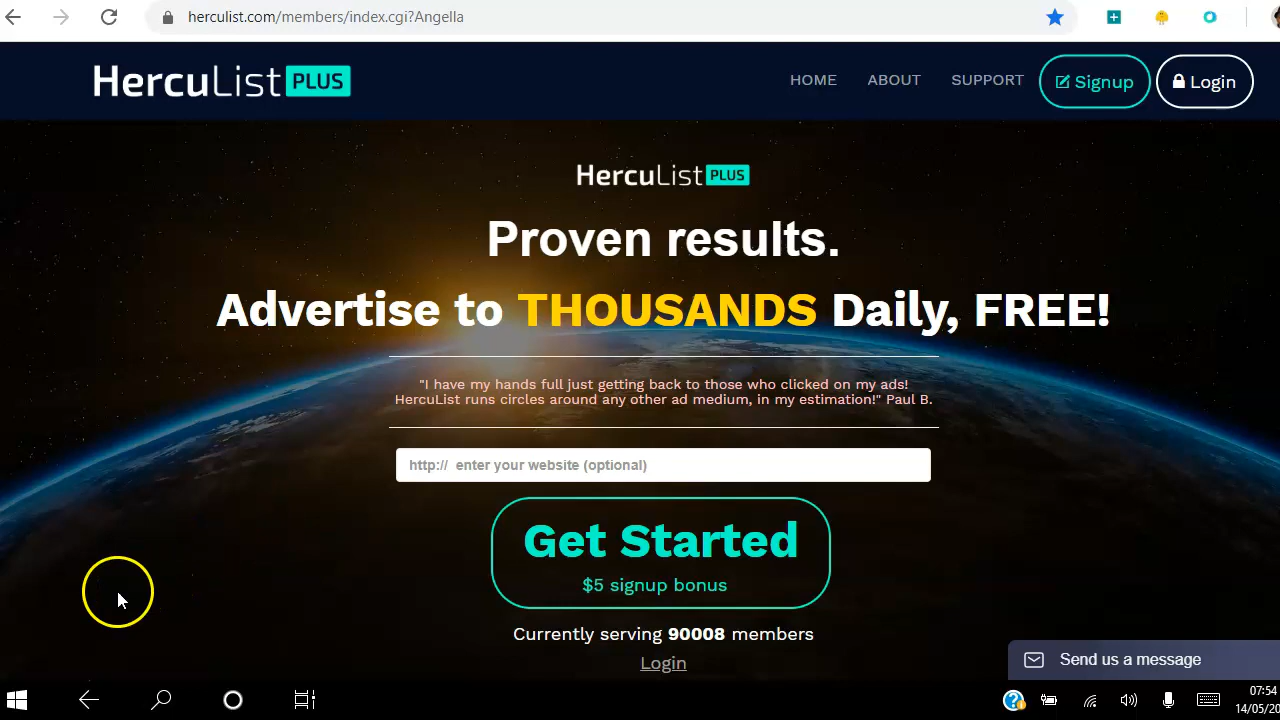 herculist.com/members/index.cgi?Angella
HercuList PLUS
HOME
ABOUT
SUPPORT
Signup
Login
HercuList PLUS
Proven results.
Advertise to THOUSANDS Daily, FREE!
"I have my hands full just getting back to those who clicked on my ads!
HercuList runs circles around any other ad medium, in my estimation!" Paul B.
http:// enter your website (optional)
Get Started
$5 signup bonus
Currently serving 90008 members
Login
Send us a message
07:54
14/05/20